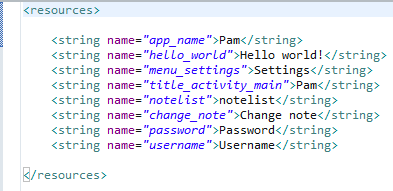 <resources>
<string name="app_name">Pam</string>
<string name="hello_world">Hello world!</string>
<string name="menu_settings">Settings</string>
<string name="title_activity_main">Pam</string>
<string name="notelist">notelist</string>
<string name="change_note">Change note</string>
<string name="password">Password</string>
<string name="username">Username</string>
</resources>